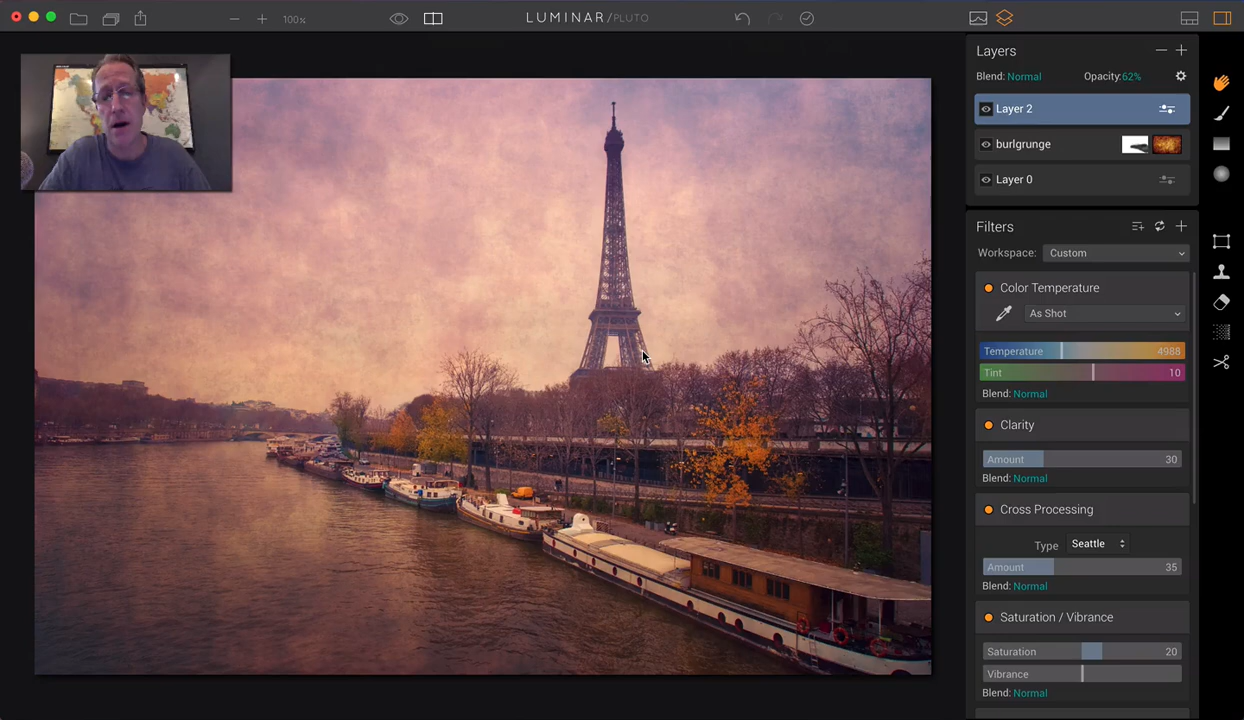 100%
LUMINAR/PLUTO
Layers
Blend: Normal Opacity:62%
Layer 2
burlgrunge
Layer 0
Filters
Workspace: Custom
Color Temperature
As Shot
Temperature 4988
Tint 10
Blend: Normal
Clarity
Amount 30
Blend: Normal
Cross Processing
Type Seattle
Amount 35
Blend: Normal
Saturation / Vibrance
Saturation 20
Vibrance
Blend: Normal